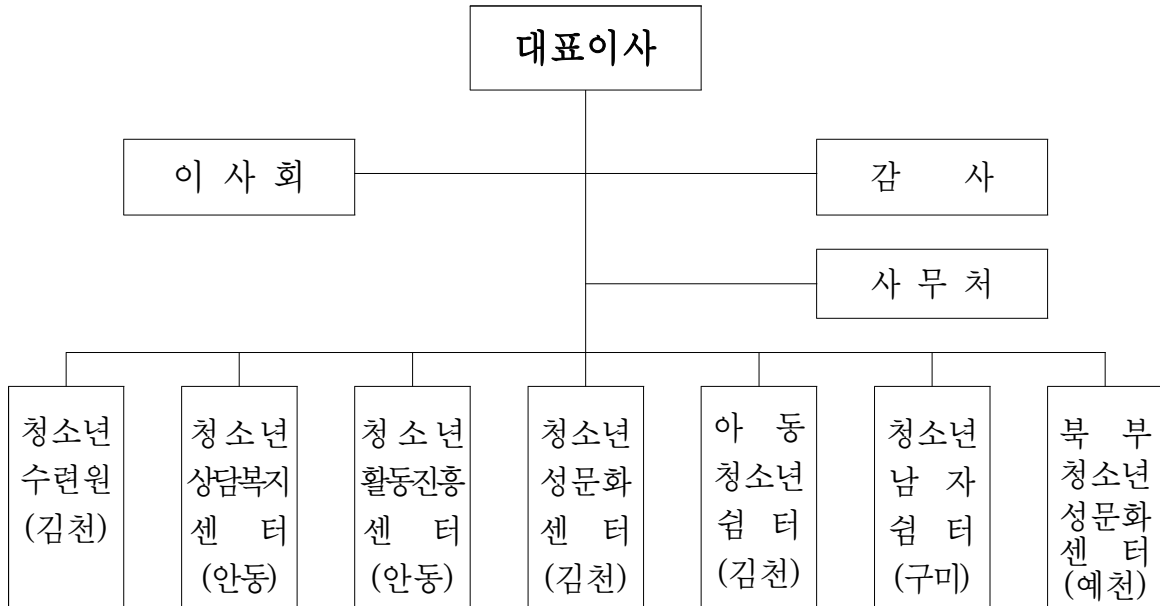 대표이사
이 사 회
감 사
사 무 처
청소년
수련원
(김천)
청소년
상담복지
센 터
(안동)
청 소 년
활동진흥
센 터
(안동)
청소년
성문화
센 터
(김천)
아 동
청소년
쉼 터
(김천)
청소년
남 자
쉼 터
(구미)
북 부
청소년
성문화
센 터
(예천)